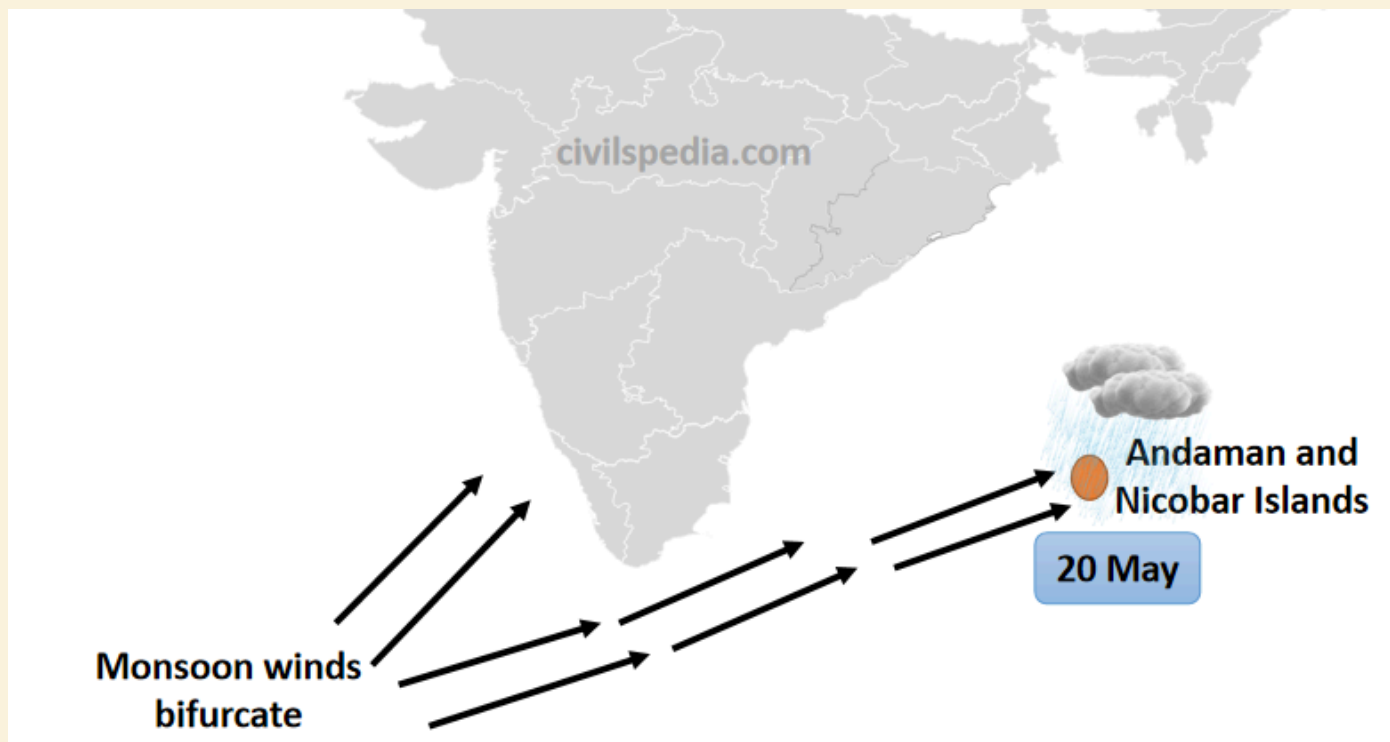 civilspedia.com
Andaman and
Nicobar Islands
20 May
Monsoon winds
bifurcate